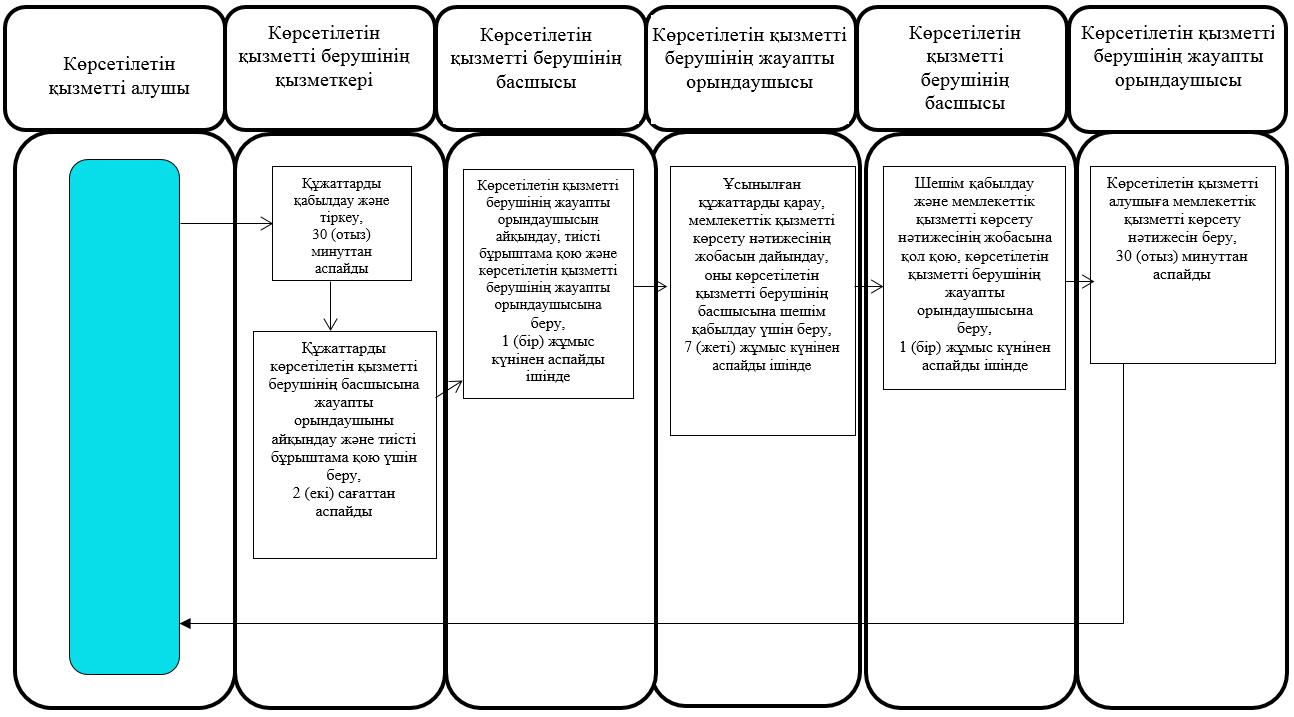 Көрсетілетін
қызметті алушы
Көрсетілетін
қызметті берушінің
қызметкері
Көрсетілетін
қызметті берушінің
басшысы
Көрсетілетін қызметті
берушінің жауапты
орындаушысы
Көрсетілетін
қызметті
берушінің
басшысы
Көрсетілетін қызметті
берушінің жауапты
орындаушысы
Құжаттарды
қабылдау және
тіркеу,
30 (отыз)
минуттан
аспайды
Құжаттарды
көрсетілетін қызметті
берушінің басшысына
жауапты
орындаушыны
айқындау және тиісті
бұрыштама қою үшін
беру,
2 (екі) сағаттан
аспайды
Көрсетілетін қызметті
берушінің жауапты
орындаушысын
айқындау, тиісті
бұрыштама қою және
көрсетілетін қызметті
берушінің жауапты
орындаушысына
беру,
1 (бір) жұмыс
күнінен аспайды
ішінде
Ұсынылған
құжаттарды қарау,
мемлекеттік қызметті
көрсету нәтижесінің
жобасын дайындау,
оны көрсетілетін
қызметті берушінің
басшысына шешім
қабылдау үшін беру,
7 (жеті) жұмыс күнінен
аспайды ішінде
Шешім қабылдау
және мемлекеттік
қызметті көрсету
нәтижесінің жобасына
қол қою, көрсетілетін
қызметті берушінің
жауапты
орындаушысына
беру,
1 (бір) жұмыс күнінен
аспайды ішінде
Көрсетілетін қызметті
алушыға мемлекеттік
қызметті көрсету
нәтижесін беру,
30 (отыз) минуттан
аспайды